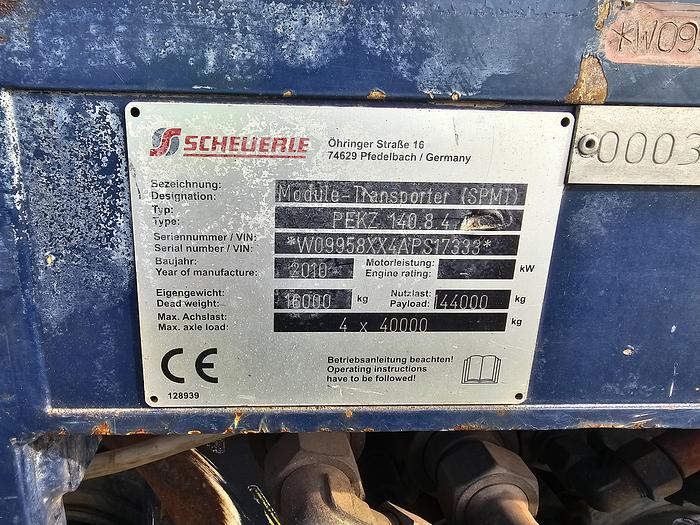 *W09
0003
SCHEUERLE
Öhringer Straße 16
74629 Pfedelbach / Germany
Bezeichnung:
Designation: Module-Transporter (SPMT)
Typ:
Type: PEKZ 140.8.4
Seriennummer / VIN:
Serial number / VIN: *W09958XX4APS17333*
Baujahr: Motorleistung:
Year of manufacture: 2010 Engine rating: - kW
Eigengewicht: Nutzlast:
Dead weight: 16000 kg Payload: 144000 kg
Max. Achslast:
Max. axle load: 4 x 40000 kg
CE
Betriebsanleitung beachten!
Operating instructions
have to be followed!
128939